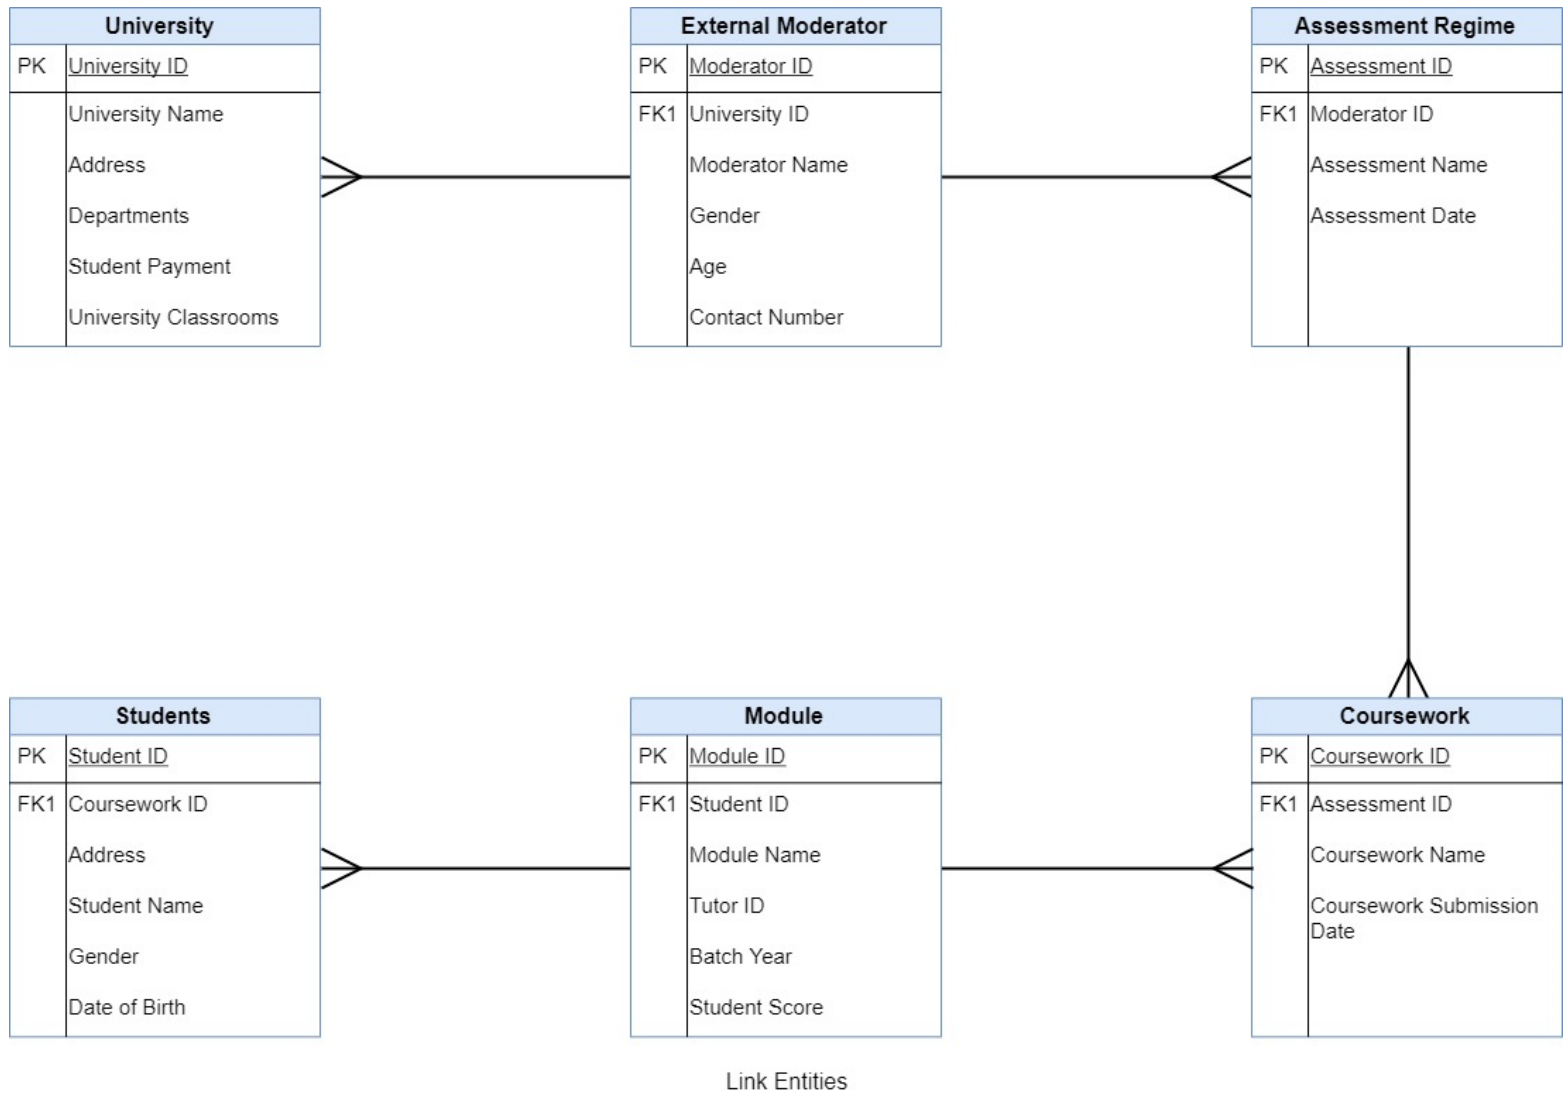 University
PK University ID
University Name
Address
Departments
Student Payment
University Classrooms
External Moderator
PK Moderator ID
FK1 University ID
Moderator Name
Gender
Age
Contact Number
Assessment Regime
PK Assessment ID
FK1 Moderator ID
Assessment Name
Assessment Date
Students
PK Student ID
FK1 Coursework ID
Address
Student Name
Gender
Date of Birth
Module
PK Module ID
FK1 Student ID
Module Name
Tutor ID
Batch Year
Student Score
Coursework
PK Coursework ID
FK1 Assessment ID
Coursework Name
Coursework Submission
Date
Link Entities